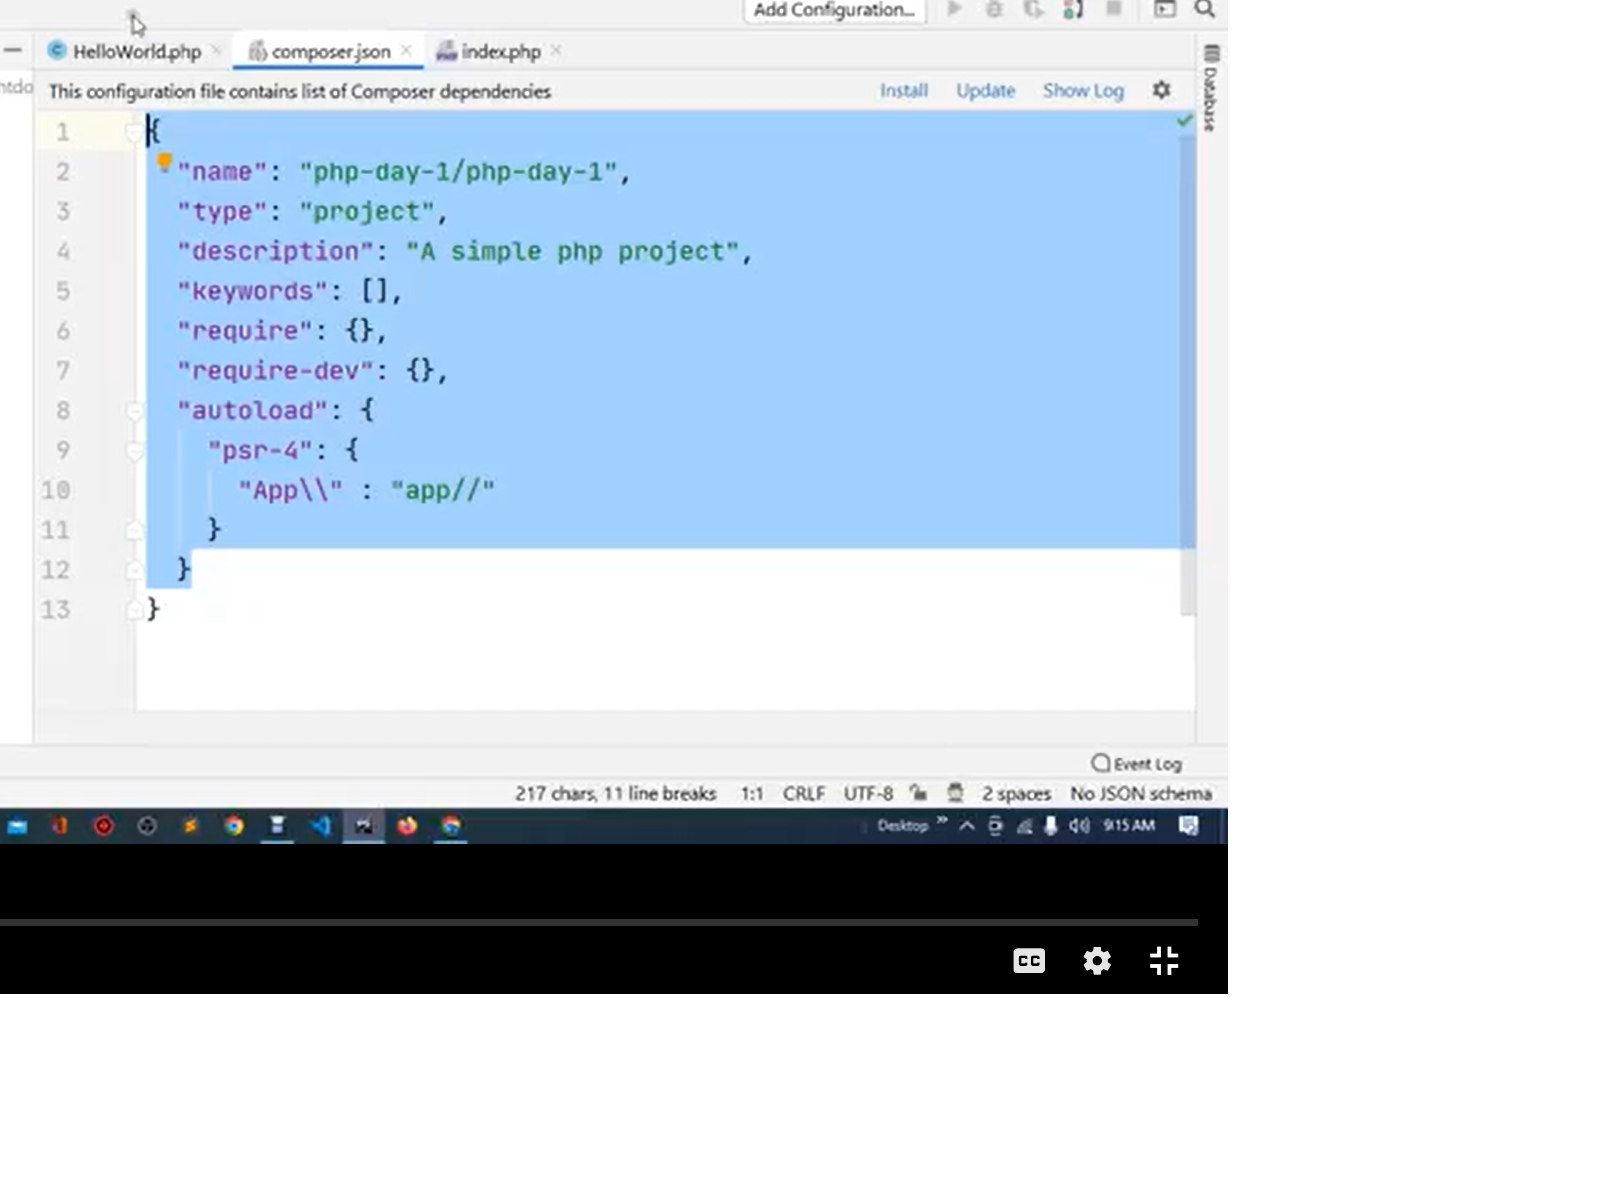 Add Configuration...
HelloWorld.php
composer.json
index.php
This configuration file contains list of Composer dependencies
Install
Update
Show Log
Database
1 {
2 "name": "php-day-1/php-day-1",
3 "type": "project",
4 "description": "A simple php project",
5 "keywords": [],
6 "require": {},
7 "require-dev": {},
8 "autoload": {
9 "psr-4": {
10 "App\\" : "app//"
11 }
12 }
13 }
Event Log
217 chars, 11 line breaks 1:1 CRLF UTF-8 2 spaces No JSON schema
Desktop 9:15 AM
CC